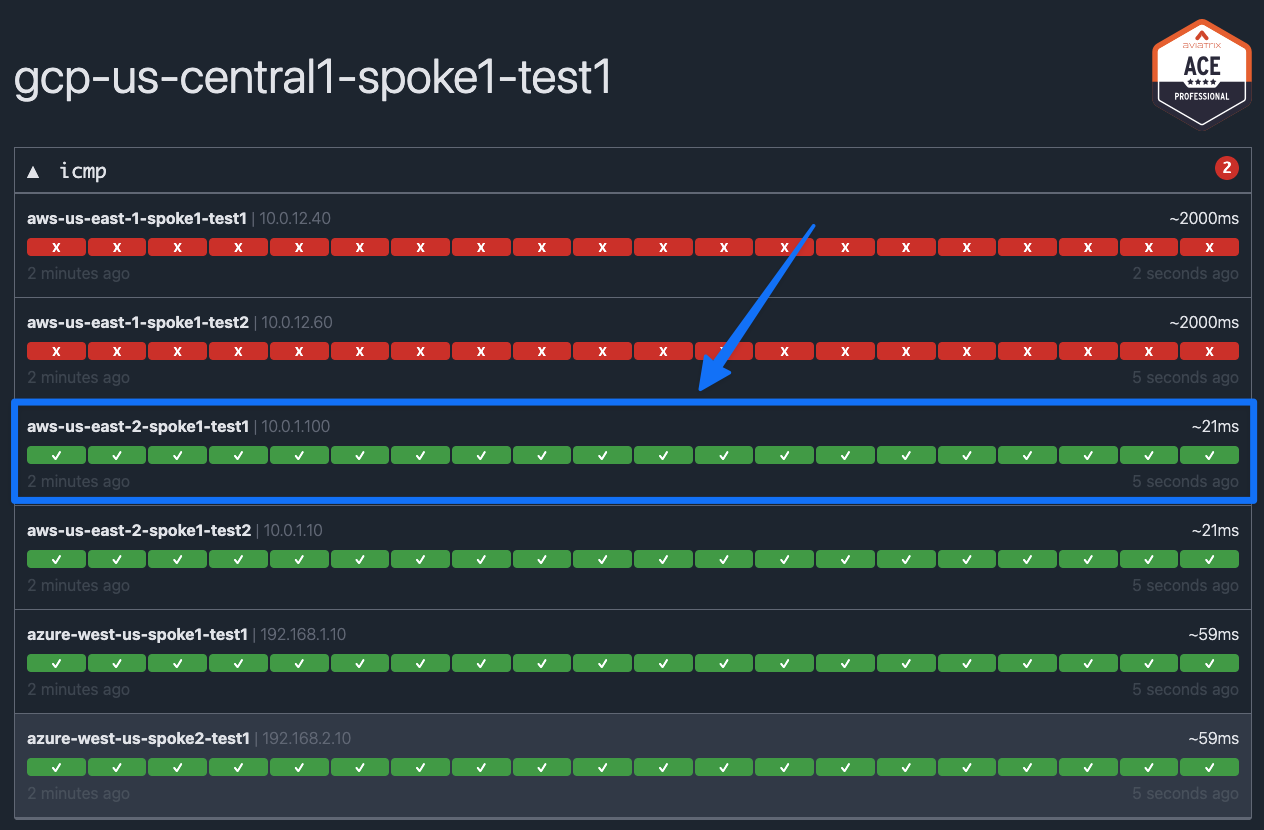 gcp-us-central1-spoke1-test1
AVIATRIX
ACE
PROFESSIONAL
▲ icmp 2
aws-us-east-1-spoke1-test1 | 10.0.12.40 ~2000ms
X X X X X X X X X X X X X X X X X X X X
2 minutes ago 2 seconds ago
aws-us-east-1-spoke1-test2 | 10.0.12.60 ~2000ms
X X X X X X X X X X X X X X X X X X X X
2 minutes ago 5 seconds ago
aws-us-east-2-spoke1-test1 | 10.0.1.100 ~21ms
✓ ✓ ✓ ✓ ✓ ✓ ✓ ✓ ✓ ✓ ✓ ✓ ✓ ✓ ✓ ✓ ✓ ✓ ✓ ✓
2 minutes ago 5 seconds ago
aws-us-east-2-spoke1-test2 | 10.0.1.10 ~21ms
✓ ✓ ✓ ✓ ✓ ✓ ✓ ✓ ✓ ✓ ✓ ✓ ✓ ✓ ✓ ✓ ✓ ✓ ✓ ✓
2 minutes ago 5 seconds ago
azure-west-us-spoke1-test1 | 192.168.1.10 ~59ms
✓ ✓ ✓ ✓ ✓ ✓ ✓ ✓ ✓ ✓ ✓ ✓ ✓ ✓ ✓ ✓ ✓ ✓ ✓ ✓
2 minutes ago 5 seconds ago
azure-west-us-spoke2-test1 | 192.168.2.10 ~59ms
✓ ✓ ✓ ✓ ✓ ✓ ✓ ✓ ✓ ✓ ✓ ✓ ✓ ✓ ✓ ✓ ✓ ✓ ✓ ✓
2 minutes ago 5 seconds ago